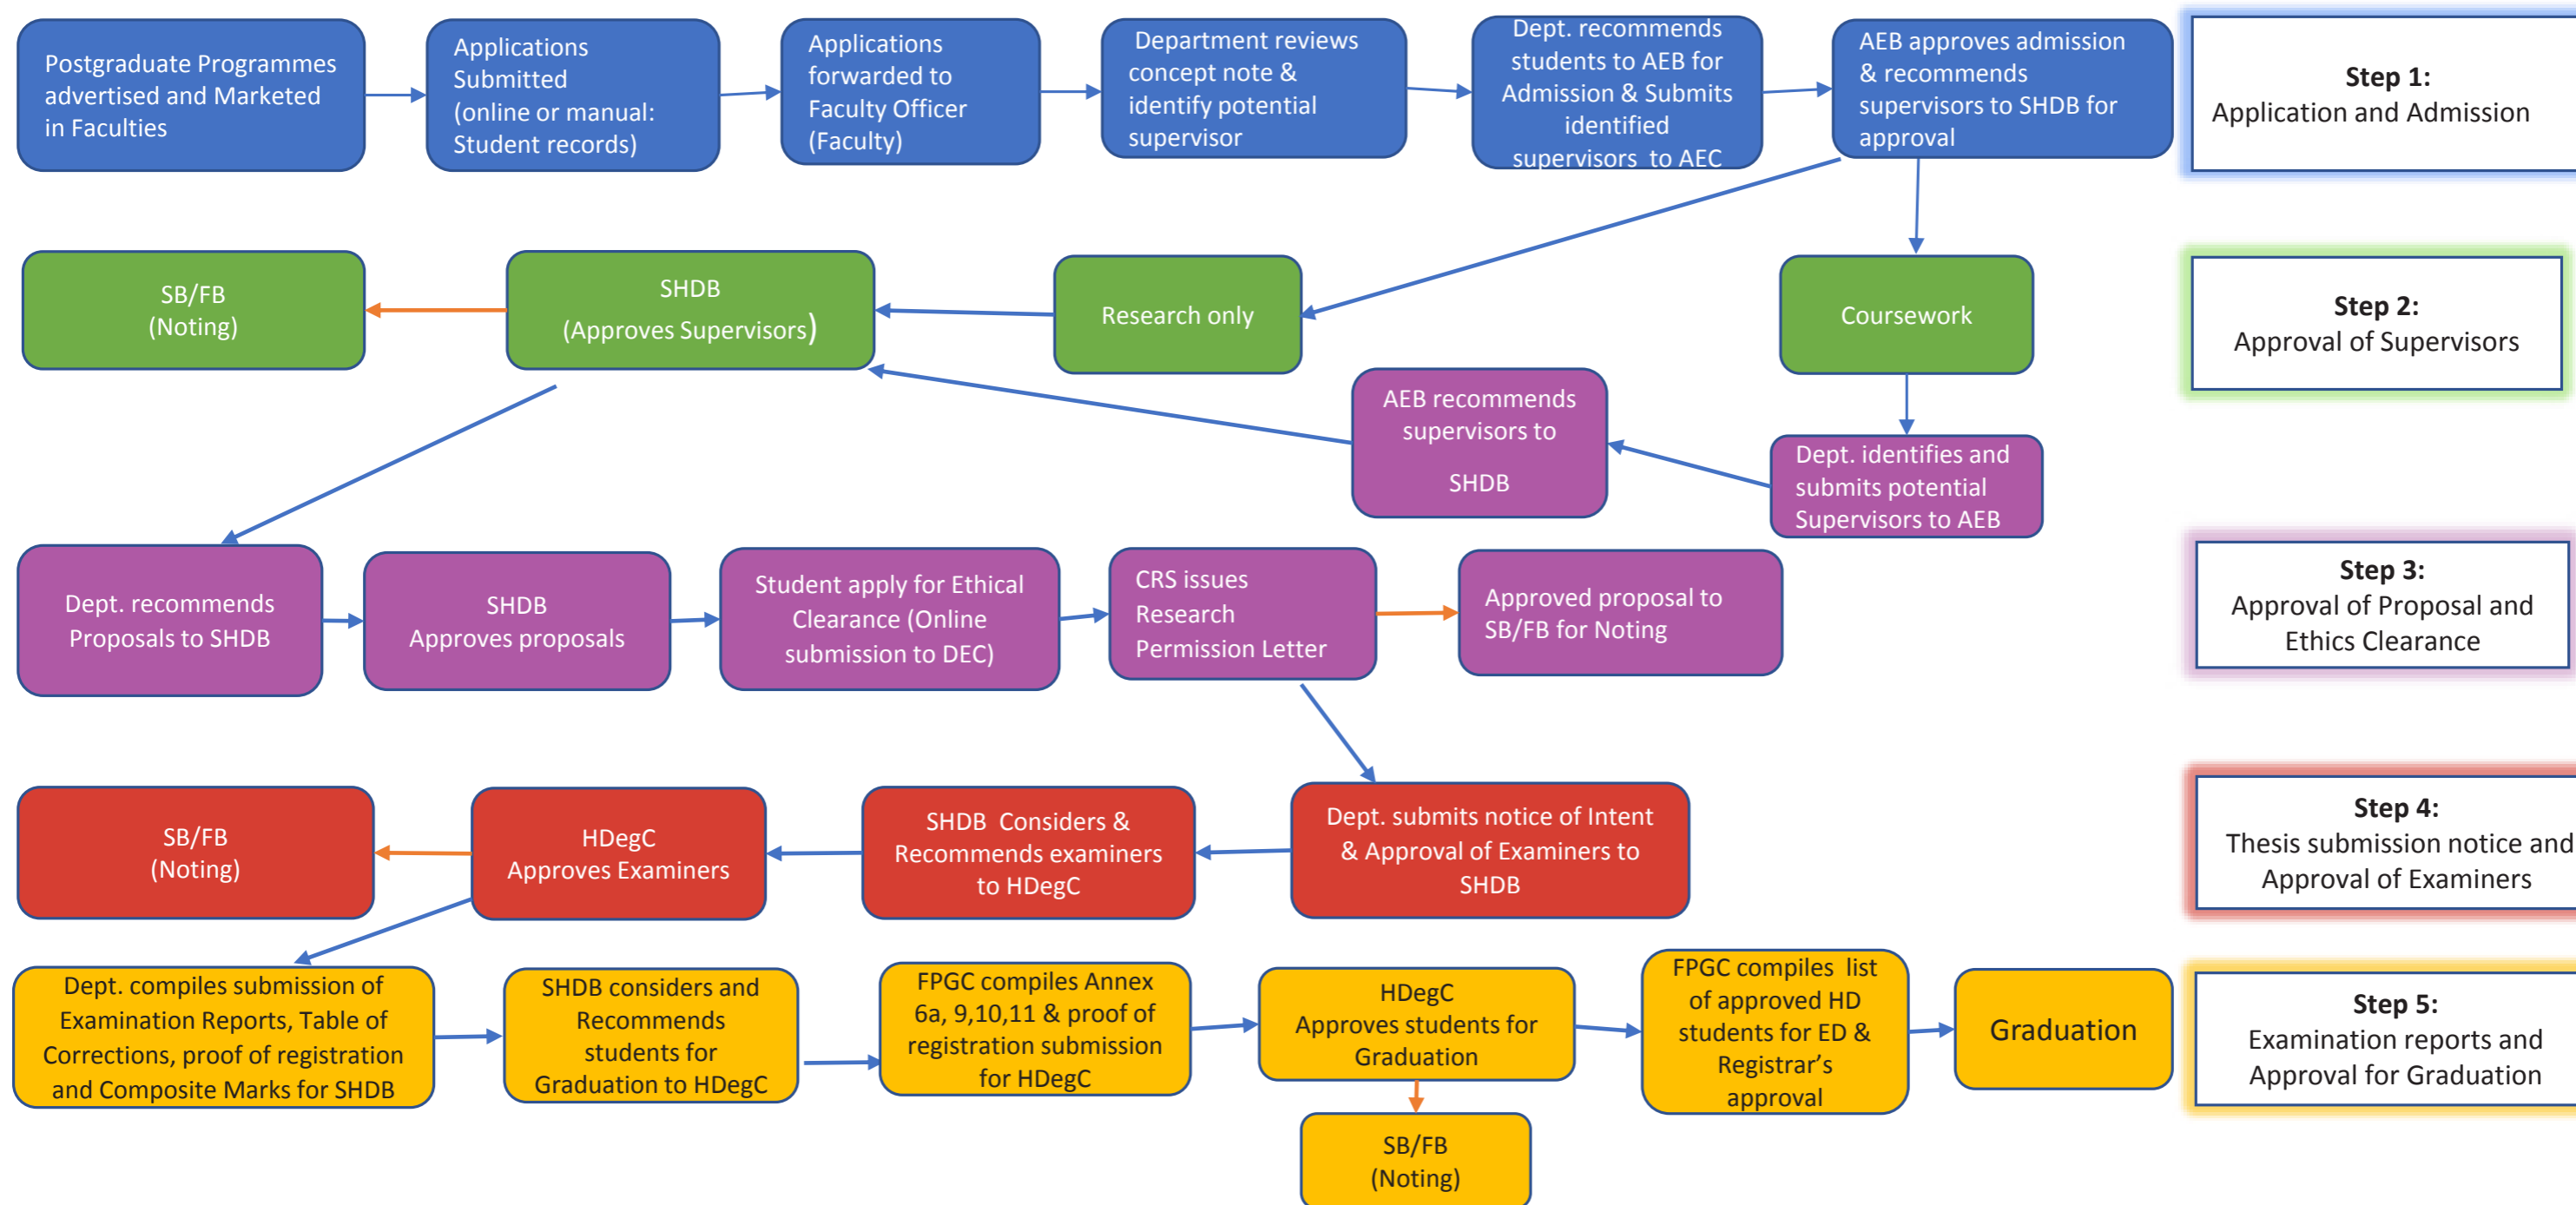 Postgraduate Programmes
advertised and Marketed
in Faculties
Applications
Submitted
(online or manual:
Student records)
Applications
forwarded to
Faculty Officer
(Faculty)
Department reviews
concept note &
identify potential
supervisor
Dept. recommends
students to AEB for
Admission & Submits
identified
supervisors to AEC
AEB approves admission
& recommends
supervisors to SHDB for
approval
Step 1:
Application and Admission
SB/FB
(Noting)
SHDB
(Approves Supervisors)
Research only
Coursework
Step 2:
Approval of Supervisors
AEB recommends
supervisors to
SHDB
Dept. identifies and
submits potential
Supervisors to AEB
Dept. recommends
Proposals to SHDB
SHDB
Approves proposals
Student apply for Ethical
Clearance (Online
submission to DEC)
CRS issues
Research
Permission Letter
Approved proposal to
SB/FB for Noting
Step 3:
Approval of Proposal and
Ethics Clearance
SB/FB
(Noting)
HDegC
Approves Examiners
SHDB Considers &
Recommends examiners
to HDegC
Dept. submits notice of Intent
& Approval of Examiners to
SHDB
Step 4:
Thesis submission notice and
Approval of Examiners
Dept. compiles submission of
Examination Reports, Table of
Corrections, proof of registration
and Composite Marks for SHDB
SHDB considers and
Recommends
students for
Graduation to HDegC
FPGC compiles Annex
6a, 9,10,11 & proof of
registration submission
for HDegC
HDegC
Approves students for
Graduation
FPGC compiles list
of approved HD
students for ED &
Registrar's
approval
Graduation
Step 5:
Examination reports and
Approval for Graduation
SB/FB
(Noting)